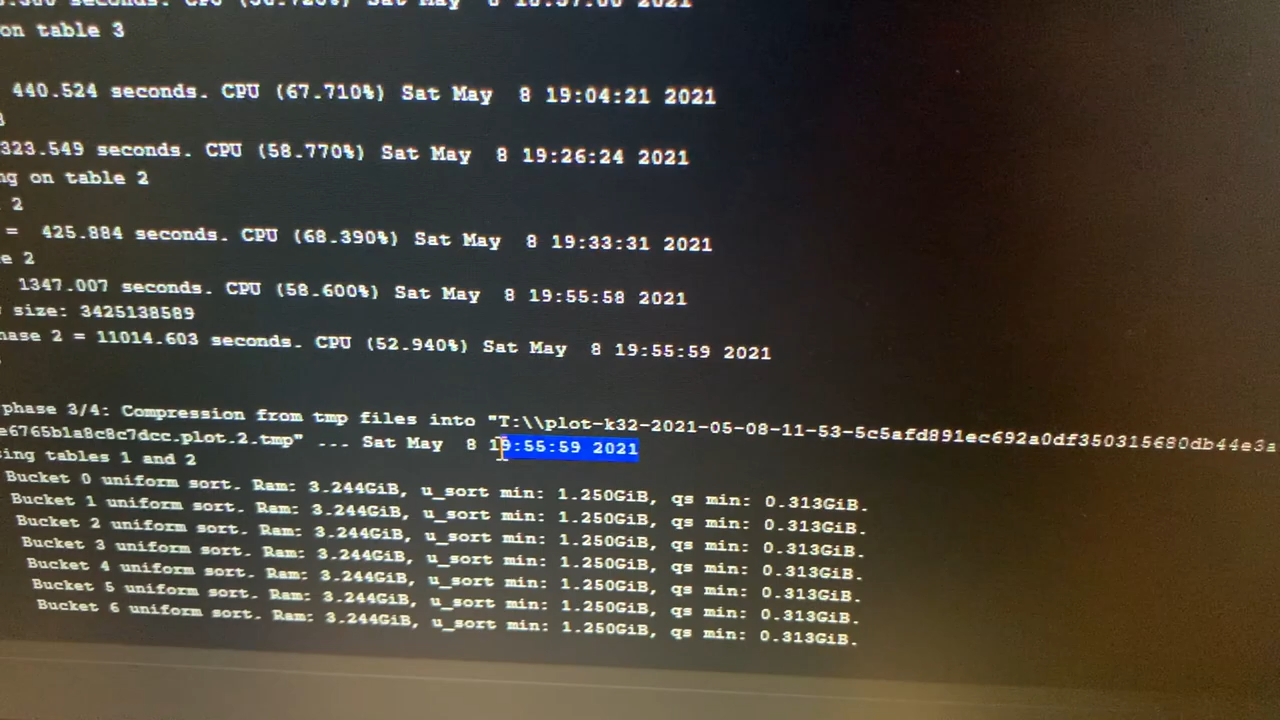 CPU Sat May 8 18:57:00 2021
on table 3
440.524 seconds. CPU (67.710%) Sat May 8 19:04:21 2021
323.549 seconds. CPU (58.770%) Sat May 8 19:26:24 2021
ng on table 2
2
= 425.884 seconds. CPU (68.390%) Sat May 8 19:33:31 2021
e 2
1347.007 seconds. CPU (58.600%) Sat May 8 19:55:58 2021
size: 3425138589
hase 2 = 11014.603 seconds. CPU (52.940%) Sat May 8 19:55:59 2021
phase 3/4: Compression from tmp files into "T:\\plot-k32-2021-05-08-11-53-5c5afd891ec692a0df350315680db44e3a
e6765b1a8c8c7dcc.plot.2.tmp" ... Sat May 8 19:55:59 2021
sing tables 1 and 2
Bucket 0 uniform sort. Ram: 3.244GiB, u_sort min: 1.250GiB, qs min: 0.313GiB.
Bucket 1 uniform sort. Ram: 3.244GiB, u_sort min: 1.250GiB, qs min: 0.313GiB.
Bucket 2 uniform sort. Ram: 3.244GiB, u_sort min: 1.250GiB, qs min: 0.313GiB.
Bucket 3 uniform sort. Ram: 3.244GiB, u_sort min: 1.250GiB, qs min: 0.313GiB.
Bucket 4 uniform sort. Ram: 3.244GiB, u_sort min: 1.250GiB, qs min: 0.313GiB.
Bucket 5 uniform sort. Ram: 3.244GiB, u_sort min: 1.250GiB, qs min: 0.313GiB.
Bucket 6 uniform sort. Ram: 3.244GiB, u_sort min: 1.250GiB, qs min: 0.313GiB.